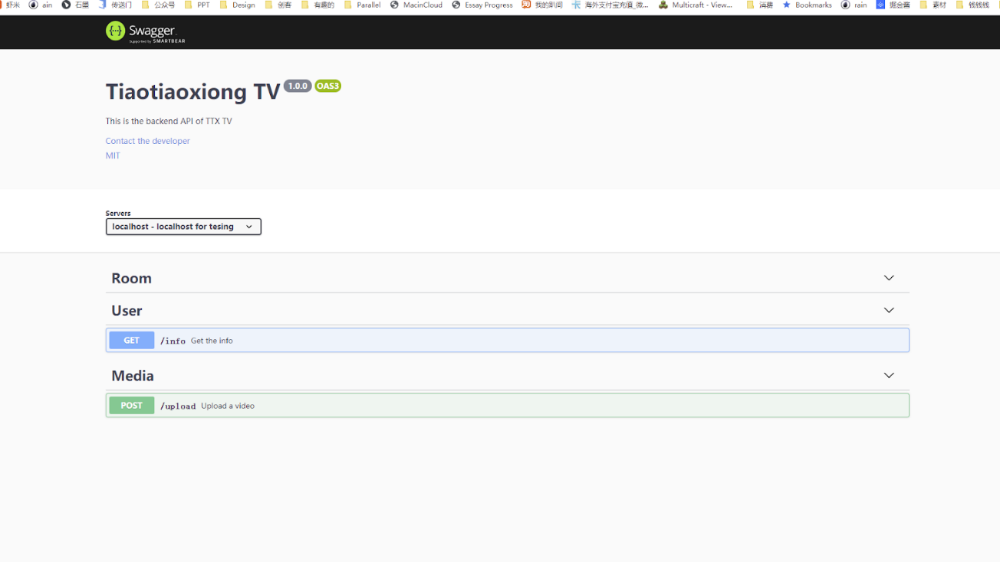 虾米 ain 石墨 传送门 公众号 PPT Design 创客 有趣的 Parallel MacinCloud Essay Progress 我的趴间 海外支付宝充值_微... Multicraft - View... 消费 Bookmarks rain 掘金酱 素材 钱钱钱
Swagger
Supported by SMARTBEAR
Tiaotiaoxiong TV 1.0.0 OAS3
This is the backend API of TTX TV
Contact the developer
MIT
Servers
localhost - localhost for tesing
Room
User
GET /info Get the info
Media
POST /upload Upload a video